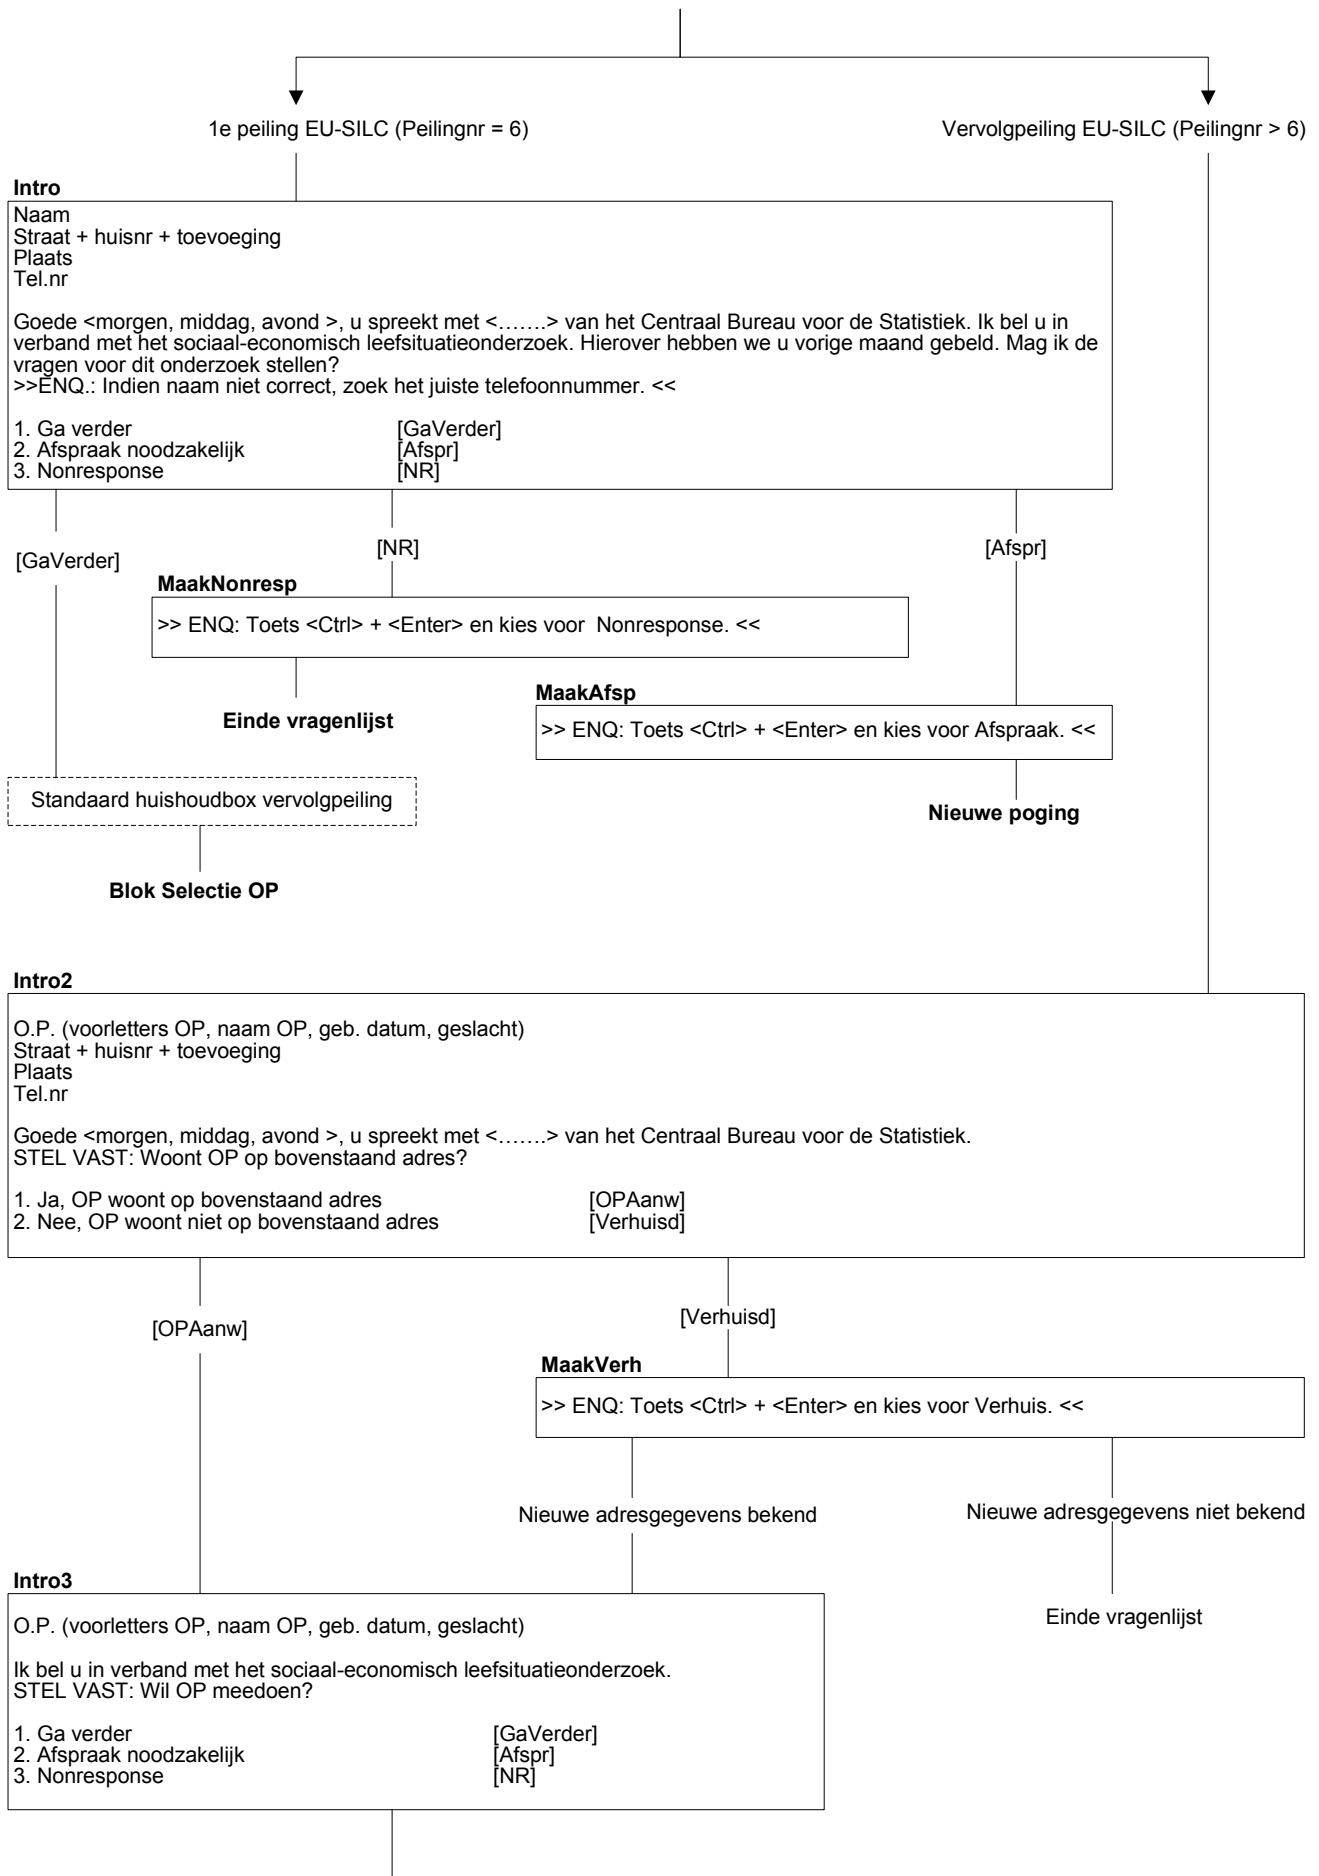 1e peiling EU-SILC (Peilingnr = 6)
Vervolgpeiling EU-SILC (Peilingnr > 6)
Intro
Naam
Straat + huisnr + toevoeging
Plaats
Tel.nr
Goede <morgen, middag, avond >, u spreekt met <…….> van het Centraal Bureau voor de Statistiek. Ik bel u in
verband met het sociaal-economisch leefsituatieonderzoek. Hierover hebben we u vorige maand gebeld. Mag ik de
vragen voor dit onderzoek stellen?
>>ENQ.: Indien naam niet correct, zoek het juiste telefoonnummer. <<
1. Ga verder [GaVerder]
2. Afspraak noodzakelijk [Afspr]
3. Nonresponse [NR]
[GaVerder]
[NR]
[Afspr]
MaakNonresp
>> ENQ: Toets <Ctrl> + <Enter> en kies voor  Nonresponse. <<
Einde vragenlijst
MaakAfsp
>> ENQ: Toets <Ctrl> + <Enter> en kies voor Afspraak. <<
Nieuwe poging
Standaard huishoudbox vervolgpeiling
Blok Selectie OP
Intro2
O.P. (voorletters OP, naam OP, geb. datum, geslacht)
Straat + huisnr + toevoeging
Plaats
Tel.nr
Goede <morgen, middag, avond >, u spreekt met <…….> van het Centraal Bureau voor de Statistiek.
STEL VAST: Woont OP op bovenstaand adres?
1. Ja, OP woont op bovenstaand adres [OPAanw]
2. Nee, OP woont niet op bovenstaand adres [Verhuisd]
[OPAanw]
[Verhuisd]
MaakVerh
>> ENQ: Toets <Ctrl> + <Enter> en kies voor Verhuis. <<
Nieuwe adresgegevens bekend
Nieuwe adresgegevens niet bekend
Einde vragenlijst
Intro3
O.P. (voorletters OP, naam OP, geb. datum, geslacht)
Ik bel u in verband met het sociaal-economisch leefsituatieonderzoek.
STEL VAST: Wil OP meedoen?
1. Ga verder [GaVerder]
2. Afspraak noodzakelijk [Afspr]
3. Nonresponse [NR]